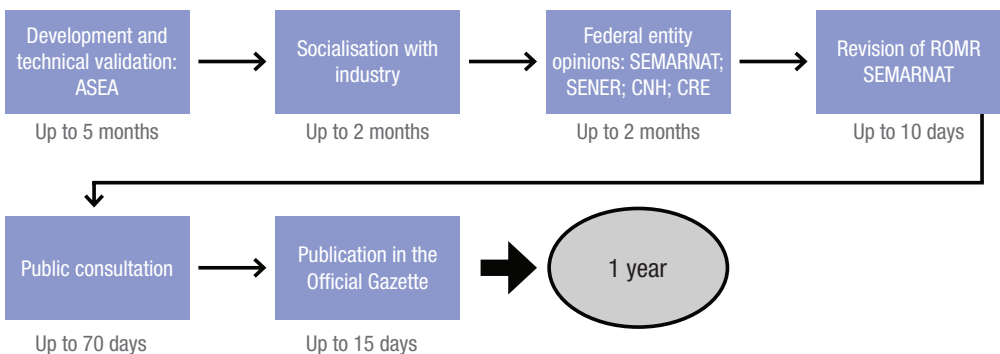 Development and
technical validation:
ASEA
Up to 5 months
Socialisation with
industry
Up to 2 months
Federal entity
opinions: SEMARNAT;
SENER; CNH; CRE
Up to 2 months
Revision of ROMR
SEMARNAT
Up to 10 days
Public consultation
Up to 70 days
Publication in the
Official Gazette
Up to 15 days
1 year